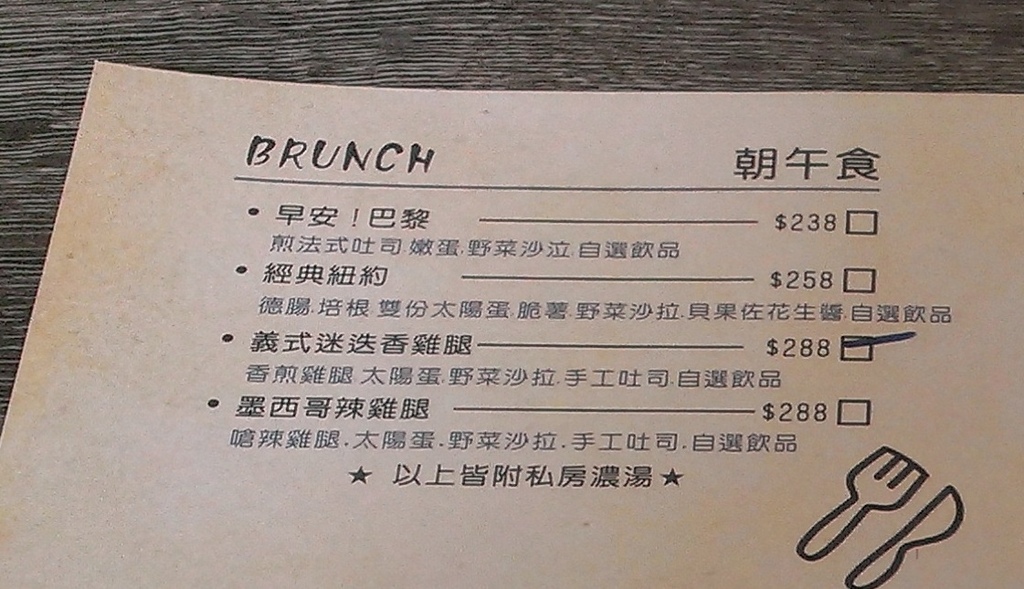 BRUNCH 朝午食
• 早安！巴黎 $238 □
煎法式吐司.嫩蛋.野菜沙泣.自選飲品
• 經典紐約 $258 □
德腸.培根.雙份太陽蛋.脆薯.野菜沙拉.貝果佐花生醬.自選飲品
• 義式迷迭香雞腿 $288 □
香煎雞腿.太陽蛋.野菜沙拉.手工吐司.自選飲品
• 墨西哥辣雞腿 $288 □
嗆辣雞腿.太陽蛋.野菜沙拉.手工吐司.自選飲品
★ 以上皆附私房濃湯★